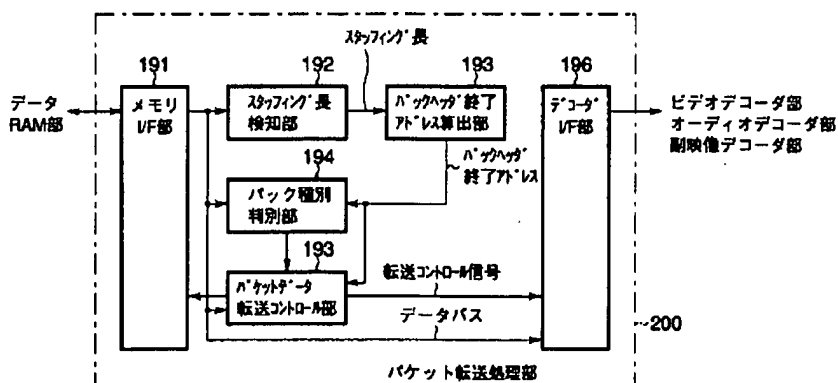 スタッフィング長
191
192
193
196
データ
RAM部
メモリ
I/F部
スタッフィング長
検知部
パックヘッダ終了
アドレス算出部
デコーダ
I/F部
ビデオデコーダ部
オーディオデコーダ部
副映像デコーダ部
194
パック種別
判別部
パックヘッダ
終了アドレス
193
パケットデータ
転送コントロール部
転送コントロール信号
データバス
200
パケット転送処理部